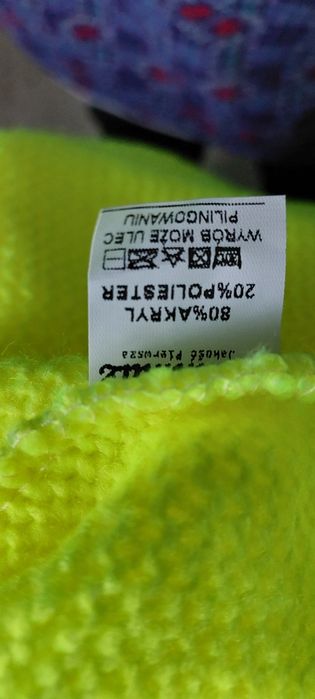 Jakość Pierwsza
80%AKRYL
20%POLIESTER
WYRÓB MOŻE ULEC
PILINGOWANIU